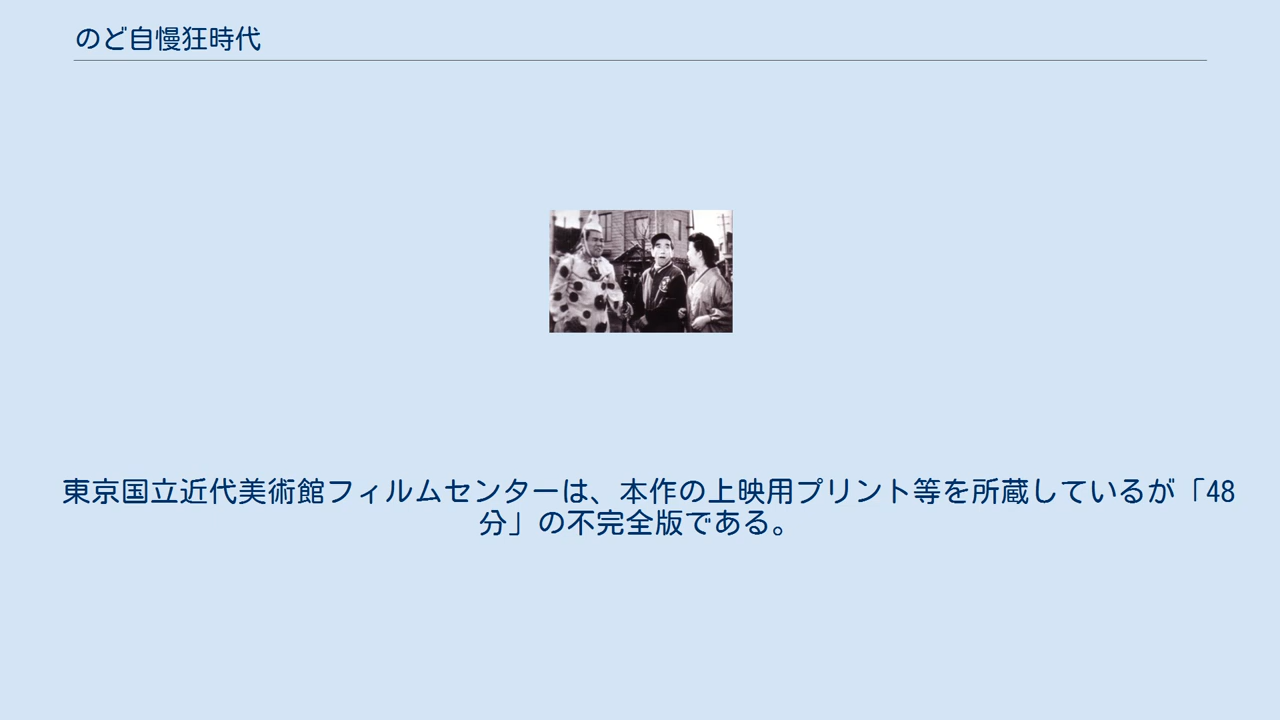 のど自慢狂時代
東京国立近代美術館フィルムセンターは、本作の上映用プリント等を所蔵しているが「48
分」の不完全版である。